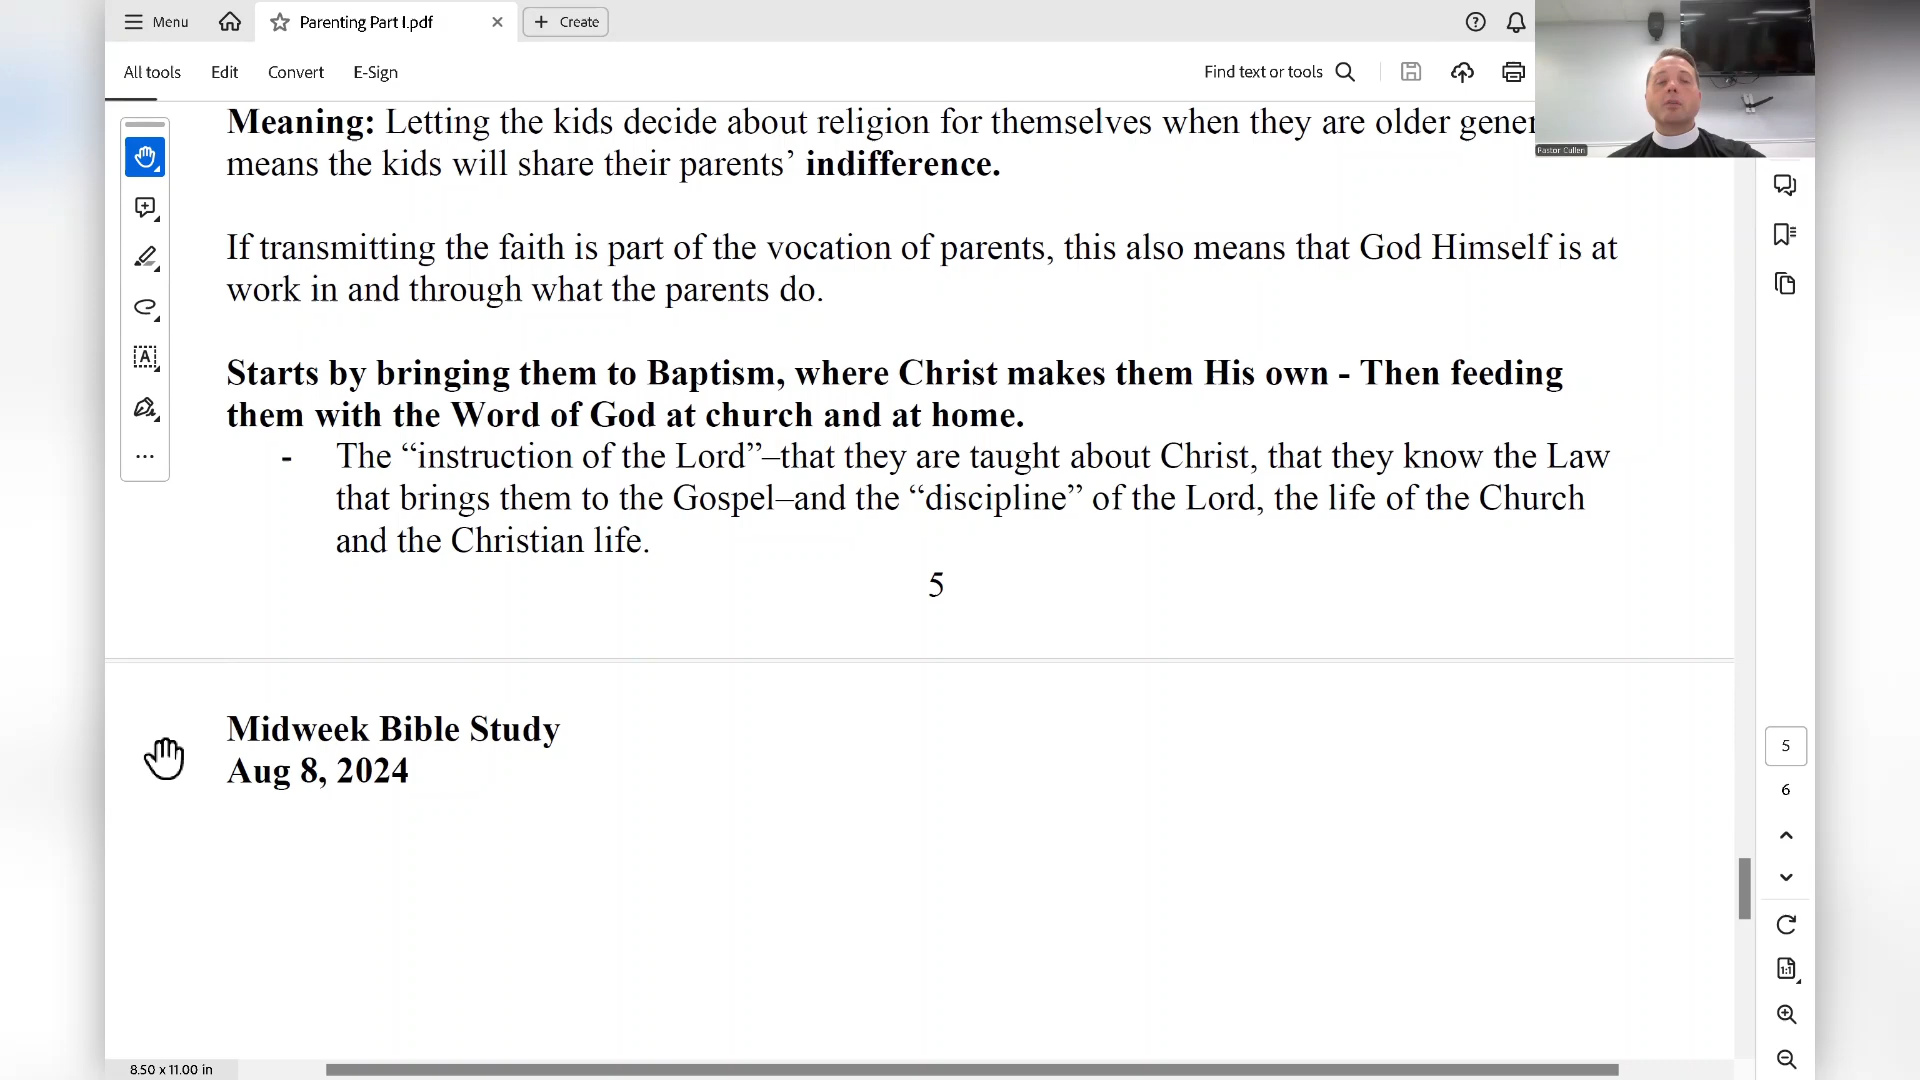 Menu
Parenting Part I.pdf
Create
All tools
Edit
Convert
E-Sign
Find text or tools
Pastor Cullen
Meaning: Letting the kids decide about religion for themselves when they are older gener
means the kids will share their parents’ indifference.
If transmitting the faith is part of the vocation of parents, this also means that God Himself is at
work in and through what the parents do.
Starts by bringing them to Baptism, where Christ makes them His own - Then feeding
them with the Word of God at church and at home.
- The “instruction of the Lord”–that they are taught about Christ, that they know the Law
that brings them to the Gospel–and the “discipline” of the Lord, the life of the Church
and the Christian life.
5
Midweek Bible Study
Aug 8, 2024
5
6
8.50 x 11.00 in